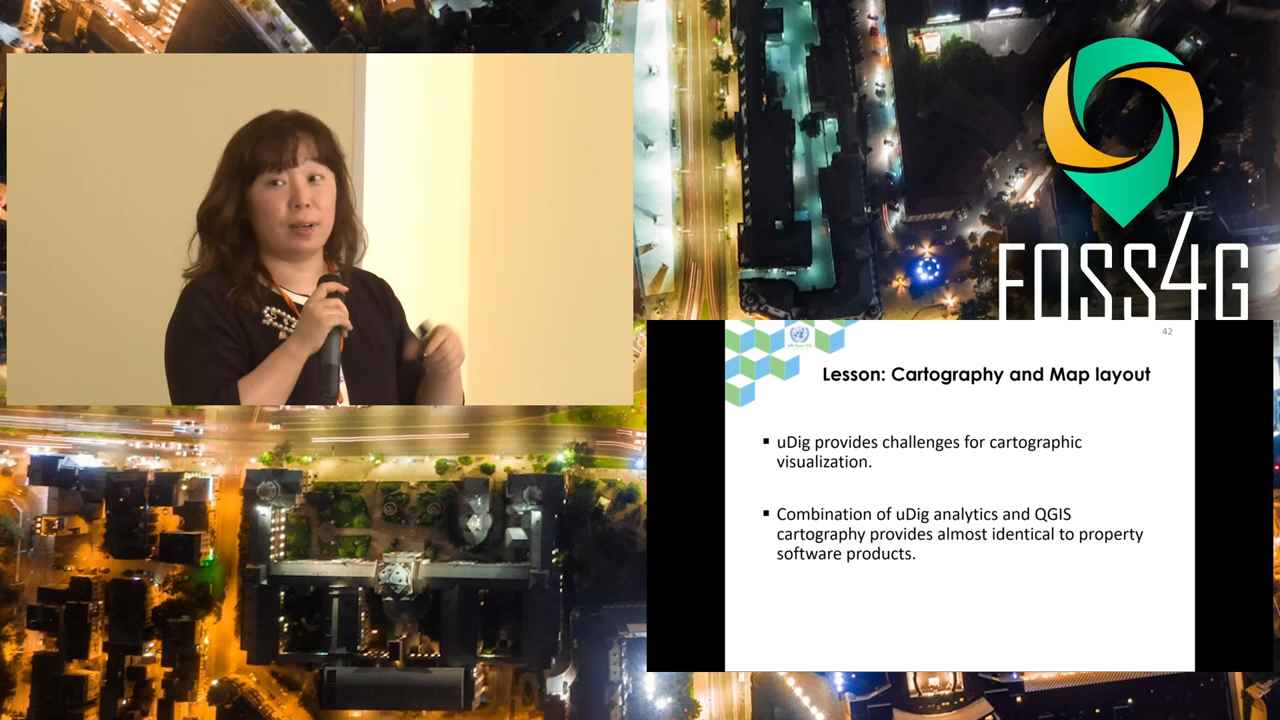 FOSS4G
42
Lesson: Cartography and Map layout
▪ uDig provides challenges for cartographic
visualization.
▪ Combination of uDig analytics and QGIS
cartography provides almost identical to property
software products.